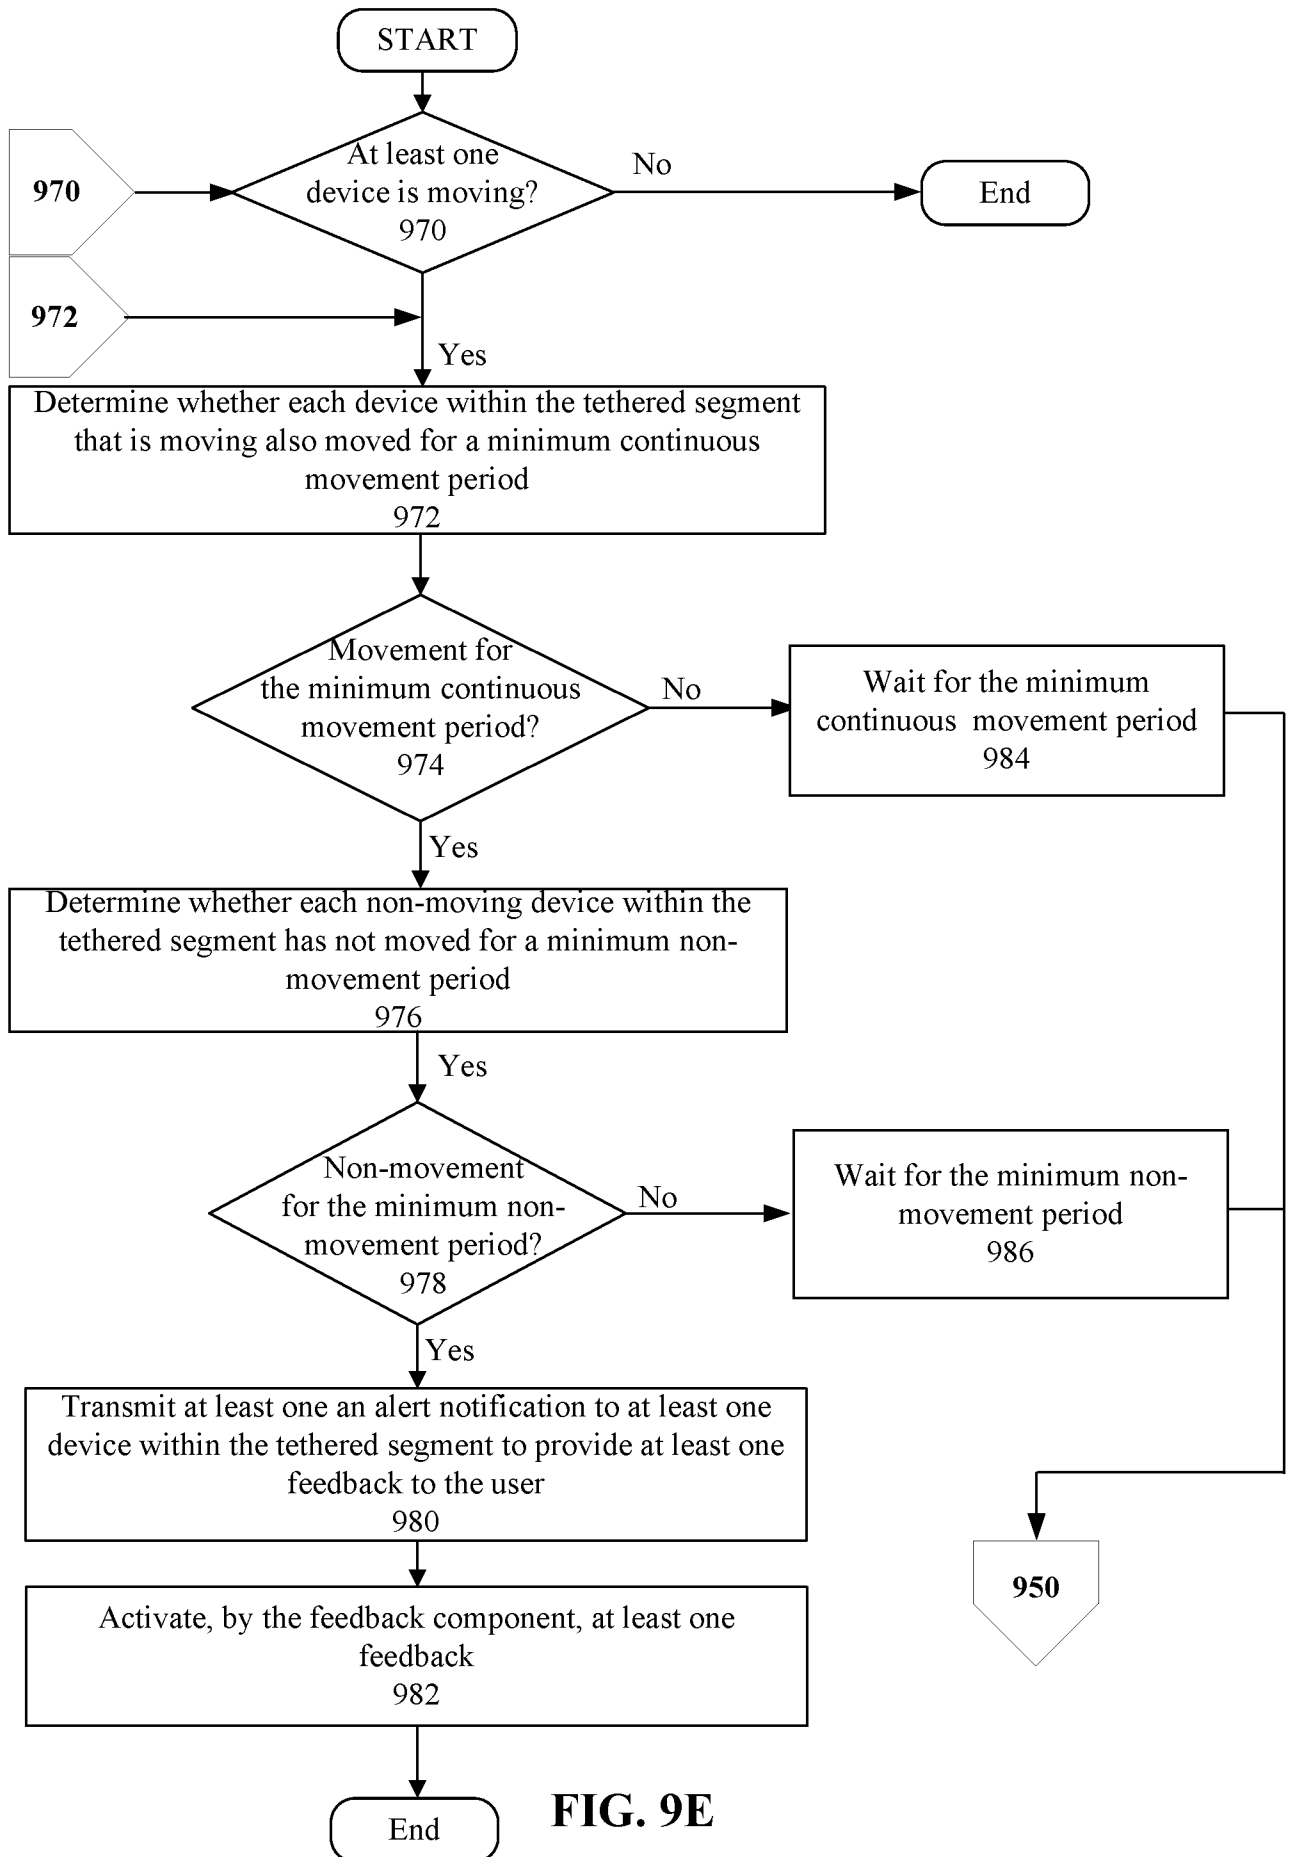 START
At least one
device is moving?
970
No
End
970
972
Yes
Determine whether each device within the tethered segment
that is moving also moved for a minimum continuous
movement period
972
Movement for
the minimum continuous
movement period?
974
No
Wait for the minimum
continuous movement period
984
Yes
Determine whether each non-moving device within the
tethered segment has not moved for a minimum non-
movement period
976
Yes
Non-movement
for the minimum non-
movement period?
978
No
Wait for the minimum non-
movement period
986
Yes
Transmit at least one an alert notification to at least one
device within the tethered segment to provide at least one
feedback to the user
980
950
Activate, by the feedback component, at least one
feedback
982
End
FIG. 9E